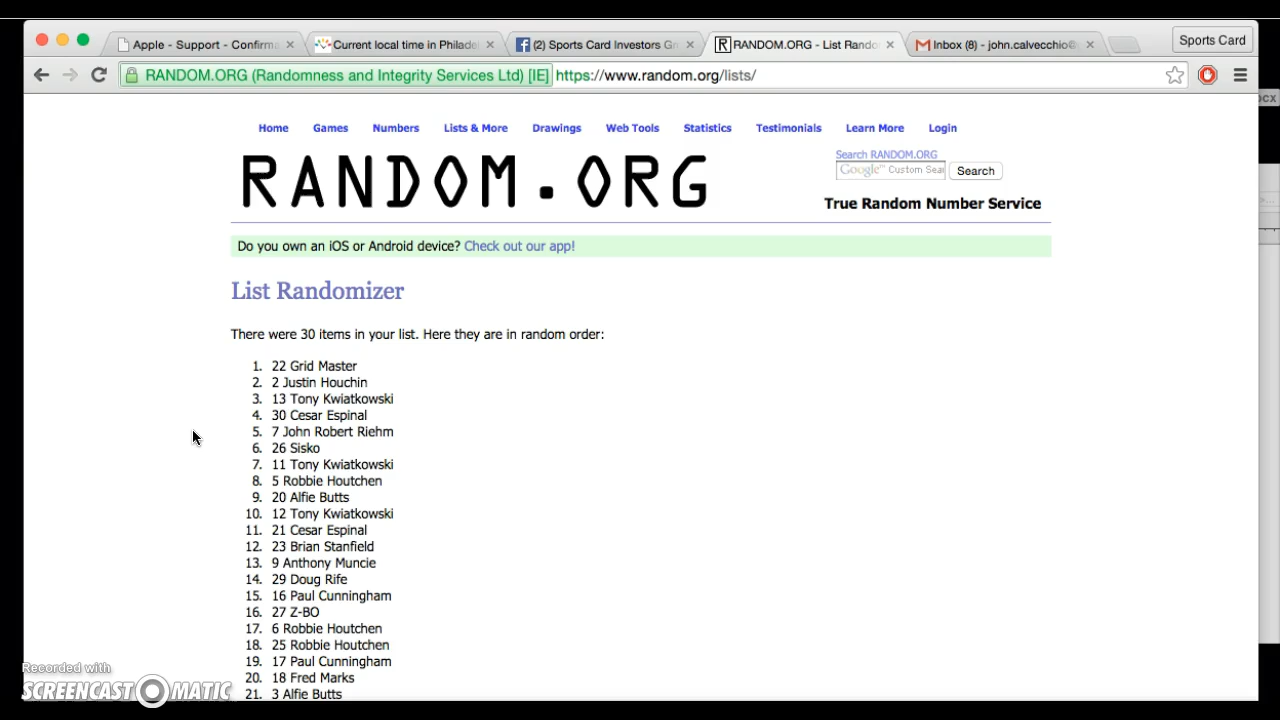 Apple - Support - Confirma
Current local time in Philadel
(2) Sports Card Investors Gr
RANDOM.ORG - List Rando
Inbox (8) - john.calvecchio@
Sports Card
RANDOM.ORG (Randomness and Integrity Services Ltd) [IE] https://www.random.org/lists/
Home Games Numbers Lists & More Drawings Web Tools Statistics Testimonials Learn More Login
RANDOM.ORG
Search RANDOM.ORG
Google™ Custom Sear
Search
True Random Number Service
Do you own an iOS or Android device? Check out our app!
List Randomizer
There were 30 items in your list. Here they are in random order:
1. 22 Grid Master
2. 2 Justin Houchin
3. 13 Tony Kwiatkowski
4. 30 Cesar Espinal
5. 7 John Robert Riehm
6. 26 Sisko
7. 11 Tony Kwiatkowski
8. 5 Robbie Houtchen
9. 20 Alfie Butts
10. 12 Tony Kwiatkowski
11. 21 Cesar Espinal
12. 23 Brian Stanfield
13. 9 Anthony Muncie
14. 29 Doug Rife
15. 16 Paul Cunningham
16. 27 Z-BO
17. 6 Robbie Houtchen
18. 25 Robbie Houtchen
19. 17 Paul Cunningham
20. 18 Fred Marks
21. 3 Alfie Butts
Recorded with
SCREENCAST-O-MATIC